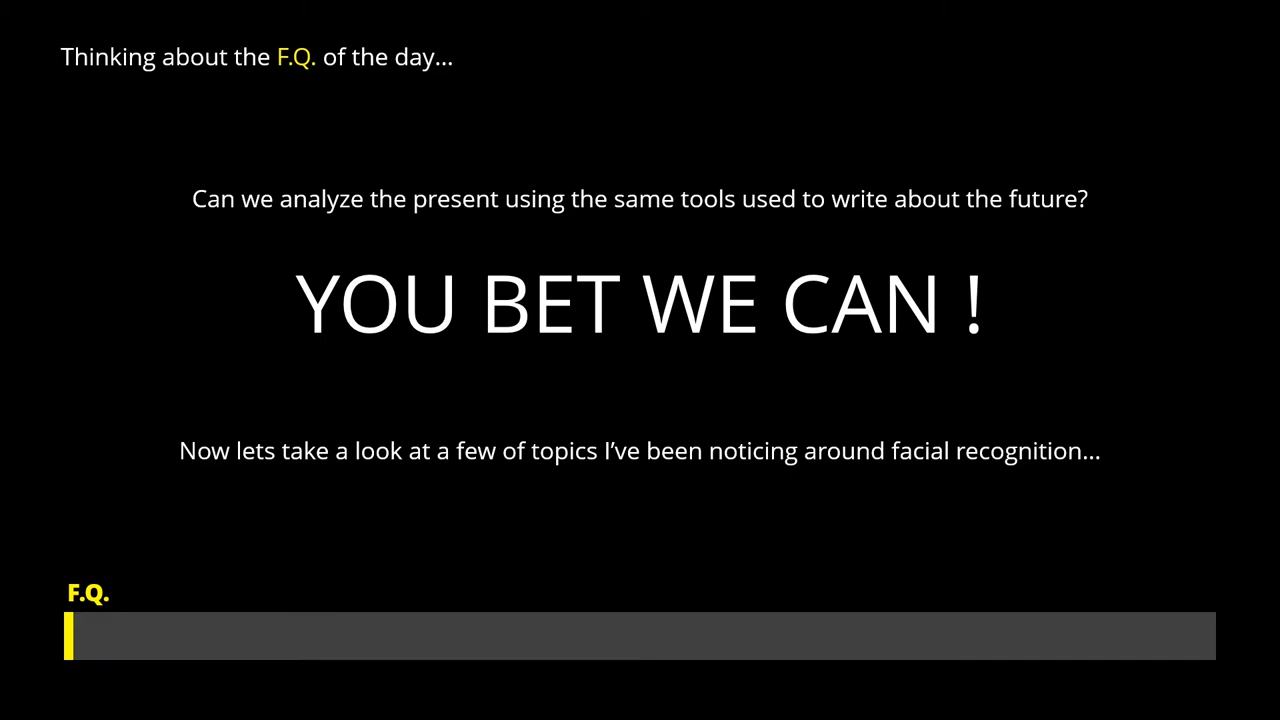 Thinking about the F.Q. of the day...
Can we analyze the present using the same tools used to write about the future?
YOU BET WE CAN !
Now lets take a look at a few of topics I’ve been noticing around facial recognition...
F.Q.